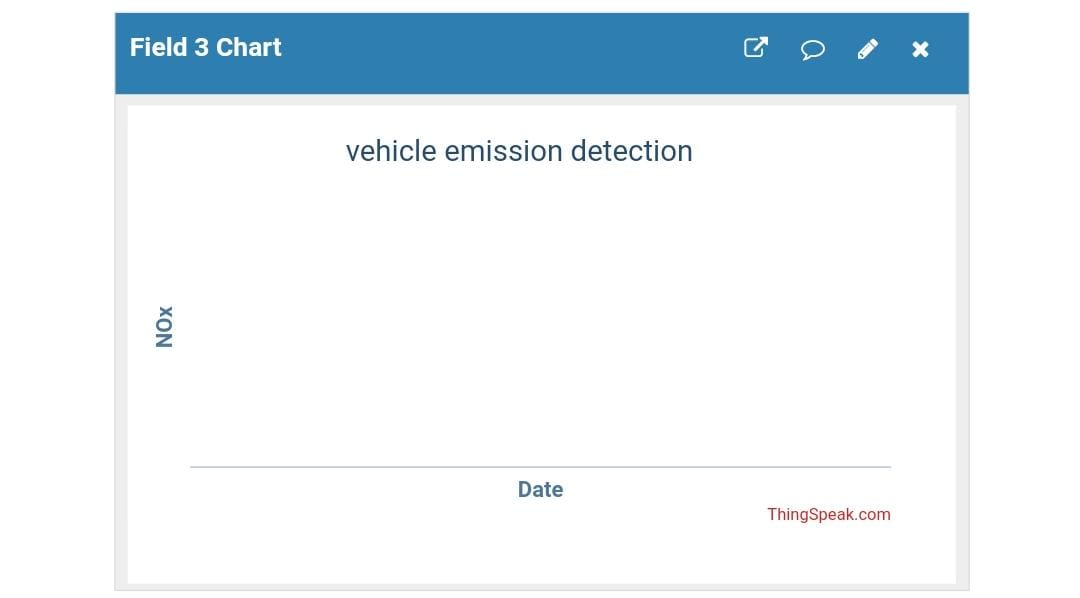 Field 3 Chart
vehicle emission detection
NOx
Date
ThingSpeak.com